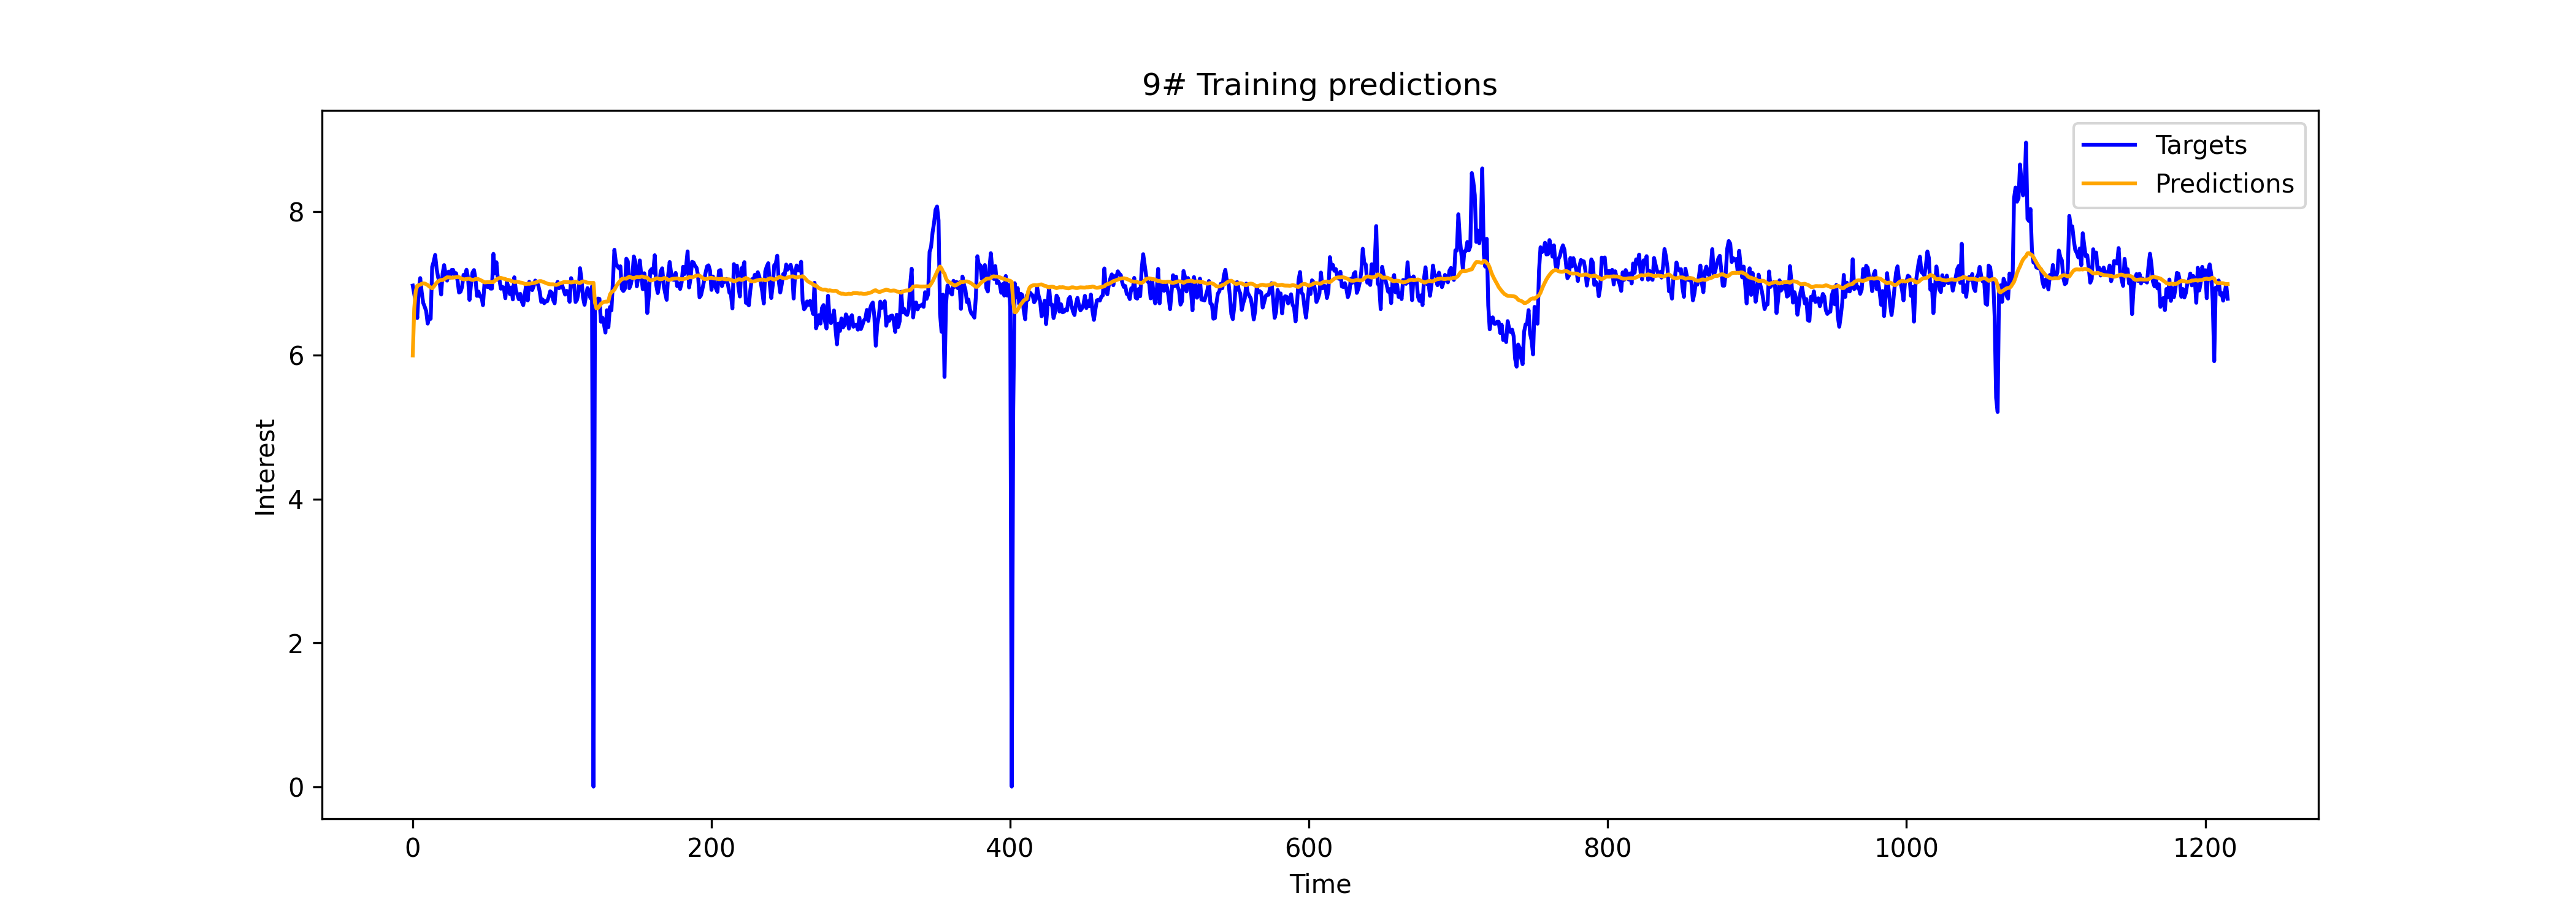 9# Training predictions
Targets
Predictions
8
6
4
2
0
Interest
0 200 400 600 800 1000 1200
Time